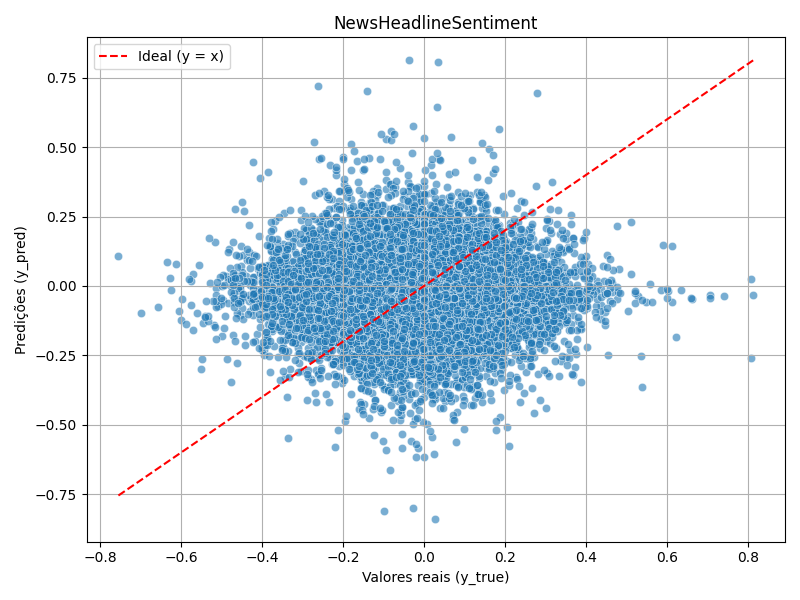 NewsHeadlineSentiment
Ideal (y = x)
Predições (y_pred)
0.75
0.50
0.25
0.00
−0.25
−0.50
−0.75
−0.8 −0.6 −0.4 −0.2 0.0 0.2 0.4 0.6 0.8
Valores reais (y_true)